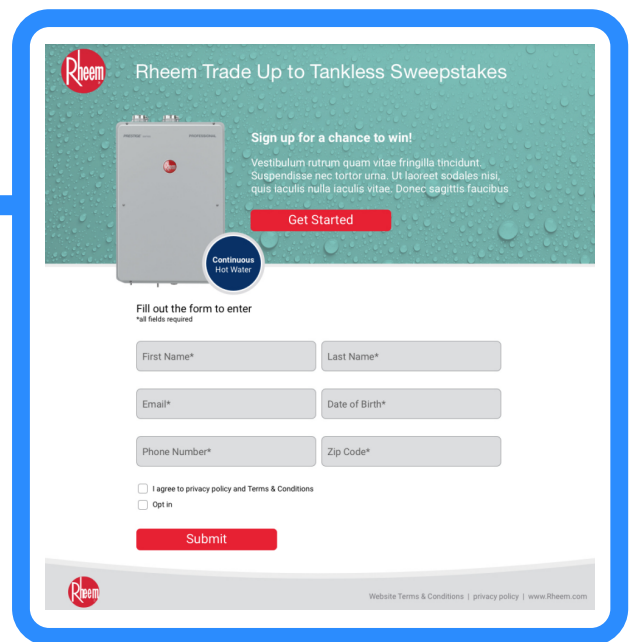 Rheem
Rheem Trade Up to Tankless Sweepstakes
Sign up for a chance to win!
Vestibulum rutrum quam vitae fringilla tincidunt.
Suspendisse nec tortor urna. Ut laoreet sodales nisi,
quis iaculis nulla iaculis vitae. Donec sagittis faucibus
Get Started
Continuous
Hot Water
Fill out the form to enter
*all fields required
First Name*
Last Name*
Email*
Date of Birth*
Phone Number*
Zip Code*
I agree to privacy policy and Terms & Conditions
Opt in
Submit
Rheem
Website Terms & Conditions | privacy policy | www.Rheem.com